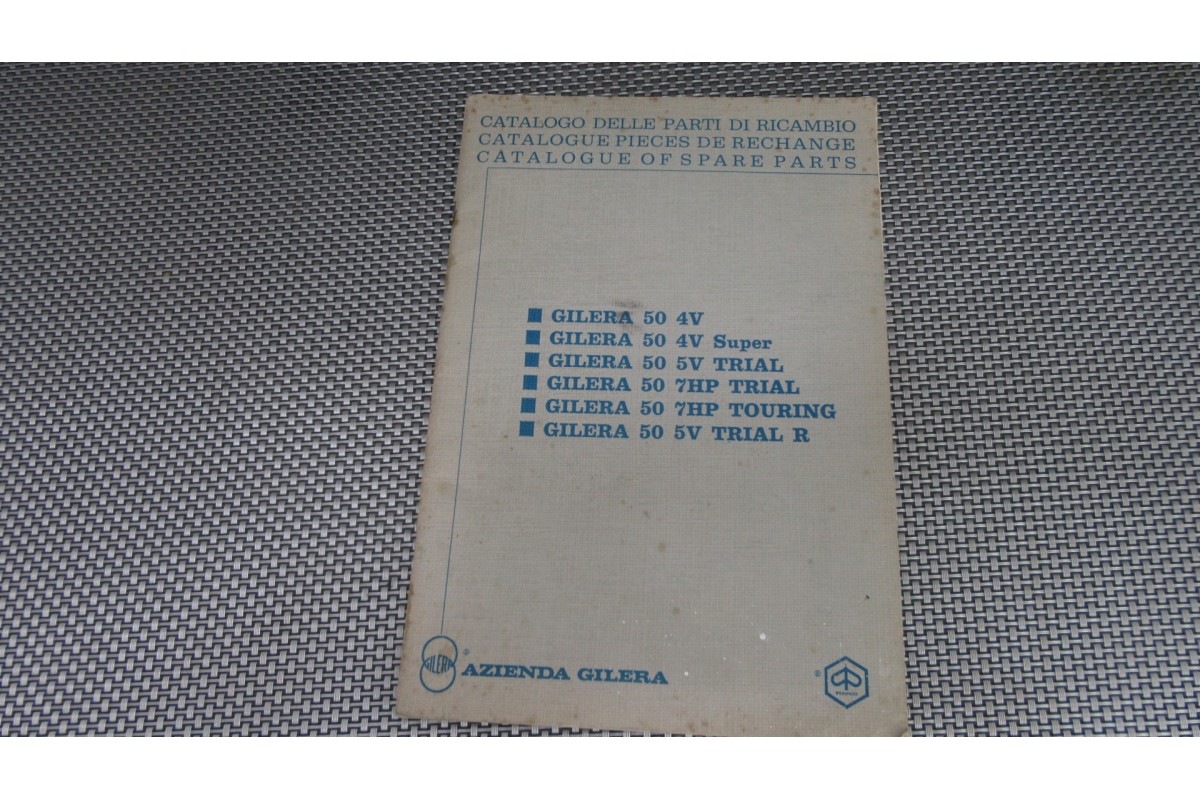 CATALOGO DELLE PARTI DI RICAMBIO
CATALOGUE PIECES DE RECHANGE
CATALOGUE OF SPARE PARTS
GILERA 50 4V
GILERA 50 4V Super
GILERA 50 5V TRIAL
GILERA 50 7HP TRIAL
GILERA 50 7HP TOURING
GILERA 50 5V TRIAL R
GILERA ® AZIENDA GILERA
®